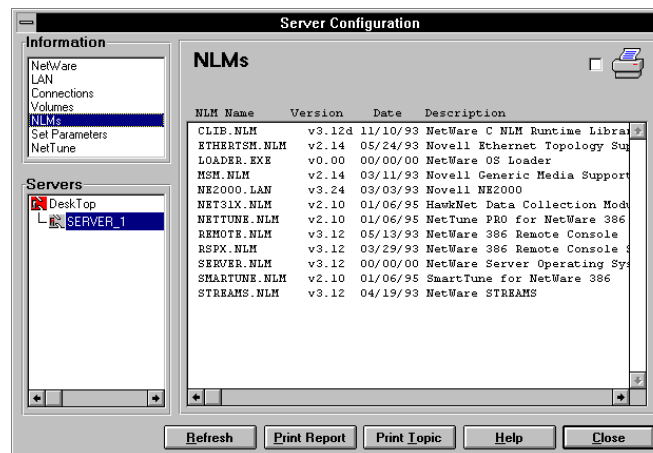 Server Configuration
Information
NetWare
LAN
Connections
Volumes
NLMs
Set Parameters
NetTune
Servers
DeskTop
SERVER_1
NLMs
NLM Name Version Date Description
CLIB.NLM v3.12d 11/10/93 NetWare C NLM Runtime Librar
ETHERTSM.NLM v2.14 05/24/93 Novell Ethernet Topology Sup
LOADER.EXE v0.00 00/00/00 NetWare OS Loader
MSM.NLM v2.14 03/11/93 Novell Generic Media Support
NE2000.LAN v3.24 03/03/93 Novell NE2000
NET31X.NLM v2.10 01/06/95 HawkNet Data Collection Modu
NETTUNE.NLM v2.10 01/06/95 NetTune PRO for NetWare 386
REMOTE.NLM v3.12 05/13/93 NetWare 386 Remote Console
RSPX.NLM v3.12 03/29/93 NetWare 386 Remote Console S
SERVER.NLM v3.12 00/00/00 NetWare Server Operating Sys
SMARTUNE.NLM v2.10 01/06/95 SmartTune for NetWare 386
STREAMS.NLM v3.12 04/19/93 NetWare STREAMS
Refresh Print Report Print Topic Help Close